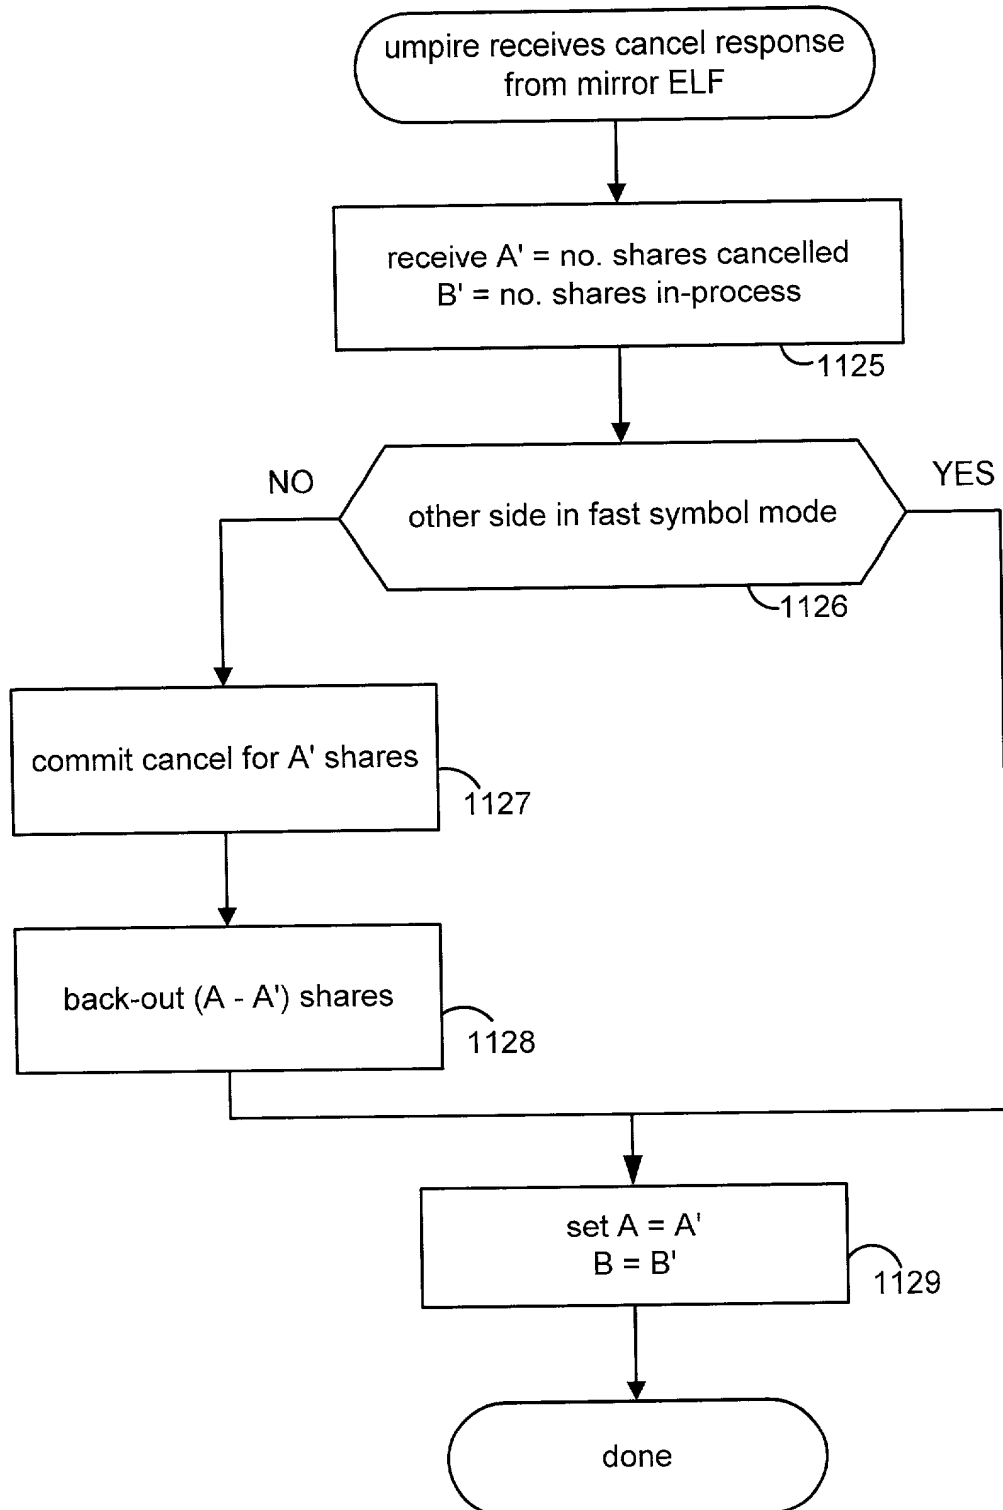 umpire receives cancel response
from mirror ELF
receive A' = no. shares cancelled
B' = no. shares in-process
1125
NO
YES
other side in fast symbol mode
1126
commit cancel for A' shares
1127
back-out (A - A') shares
1128
set A = A'
B = B'
1129
done